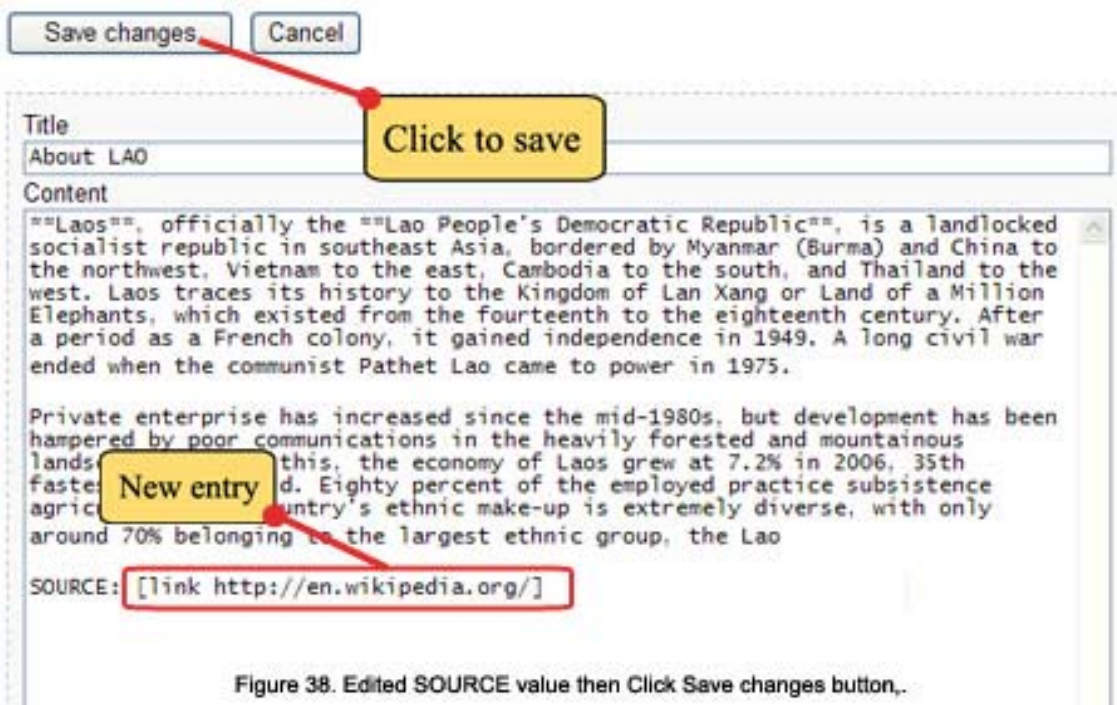 Save changes Cancel
Click to save
Title
About LAO
Content
**Laos**, officially the **Lao People's Democratic Republic**, is a landlocked
socialist republic in southeast Asia, bordered by Myanmar (Burma) and China to
the northwest, Vietnam to the east, Cambodia to the south, and Thailand to the
west. Laos traces its history to the Kingdom of Lan Xang or Land of a Million
Elephants, which existed from the fourteenth to the eighteenth century. After
a period as a French colony, it gained independence in 1949. A long civil war
ended when the communist Pathet Lao came to power in 1975.
Private enterprise has increased since the mid-1980s, but development has been
hampered by poor communications in the heavily forested and mountainous
this, the economy of Laos grew at 7.2% in 2006, 35th
New entry
Eighty percent of the employed practice subsistence
ethnic make-up is extremely diverse, with only
around 70% belonging to the largest ethnic group, the Lao
SOURCE: [link http://en.wikipedia.org/]
Figure 38. Edited SOURCE value then Click Save changes button,.